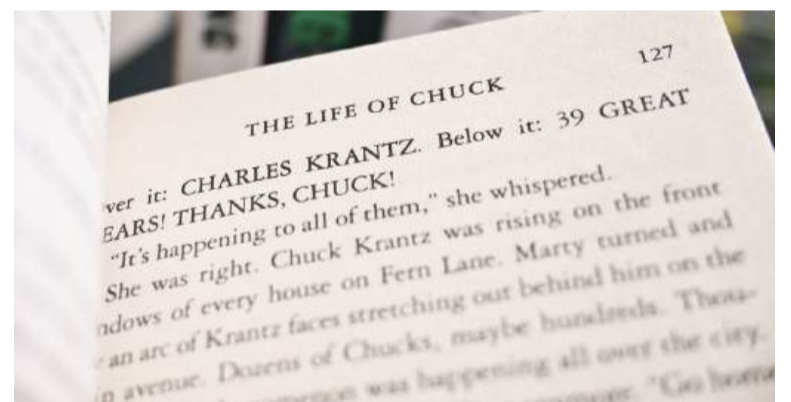 127
THE LIFE OF CHUCK
ver it: CHARLES KRANTZ. Below it: 39 GREAT
EARS! THANKS, CHUCK!
"It's happening to all of them," she whispered.
She was right. Chuck Krantz was rising on the front
ndows of every house on Fern Lane. Marty turned and
an arc of Krantz faces stretching out behind him on the
n avenue. Dozens of Chucks, maybe hundreds. Thou-
was happening all over the city.
"Go home